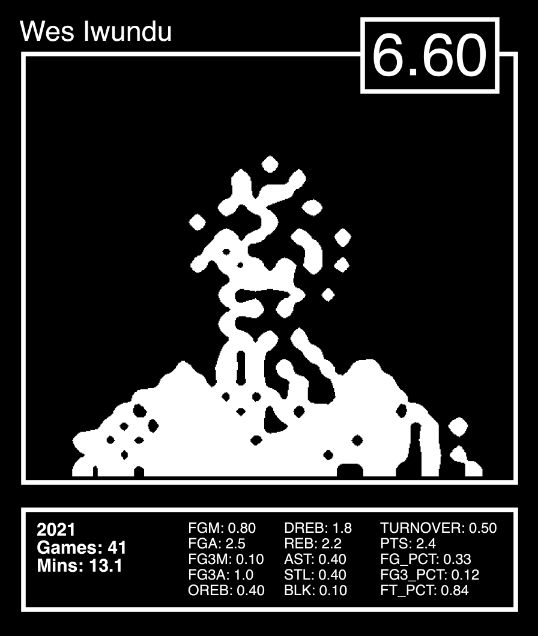 Wes Iwundu
6.60
2021
Games: 41
Mins: 13.1
FGM: 0.80
FGA: 2.5
FG3M: 0.10
FG3A: 1.0
OREB: 0.40
DREB: 1.8
REB: 2.2
AST: 0.40
STL: 0.40
BLK: 0.10
TURNOVER: 0.50
PTS: 2.4
FG_PCT: 0.33
FG3_PCT: 0.12
FT_PCT: 0.84